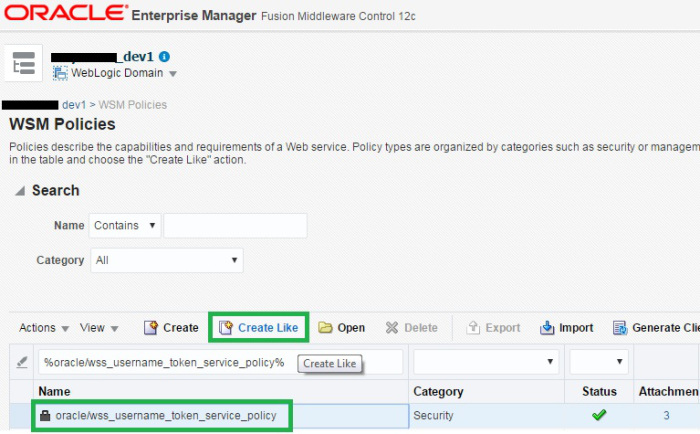 ORACLE® Enterprise Manager Fusion Middleware Control 12c
_dev1
WebLogic Domain
dev1 > WSM Policies
WSM Policies
Policies describe the capabilities and requirements of a Web service. Policy types are organized by categories such as security or managem
in the table and choose the "Create Like" action.
Search
Name Contains
Category All
Actions View Create Create Like Open Delete Export Import Generate Clie
%oracle/wss_username_token_service_policy% Create Like
Name Category Status Attachmen
oracle/wss_username_token_service_policy Security 3